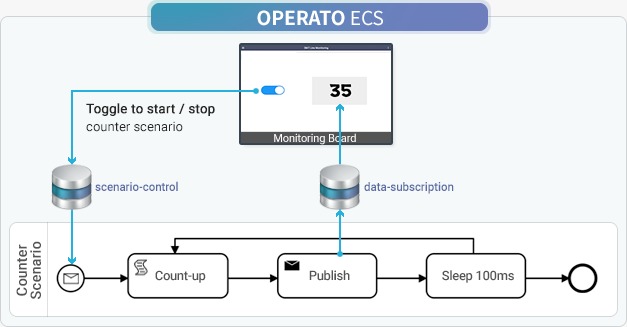 OPERATO ECS
35
Toggle to start / stop
counter scenario
Monitoring Board
scenario-control
data-subscription
Counter
Scenario
Count-up
Publish
Sleep 100ms